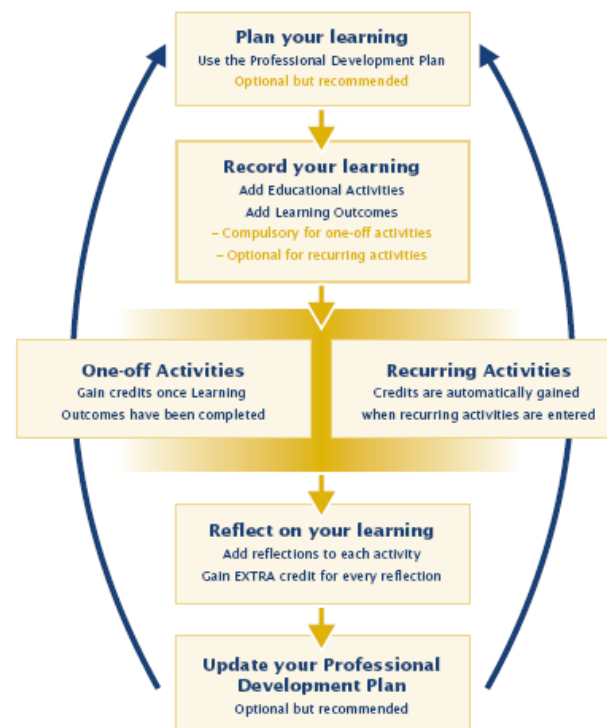 Plan your learning
Use the Professional Development Plan
Optional but recommended
Record your learning
Add Educational Activities
Add Learning Outcomes
– Compulsory for one-off activities
– Optional for recurring activities
One-off Activities
Gain credits once Learning
Outcomes have been completed
Recurring Activities
Credits are automatically gained
when recurring activities are entered
Reflect on your learning
Add reflections to each activity
Gain EXTRA credit for every reflection
Update your Professional
Development Plan
Optional but recommended